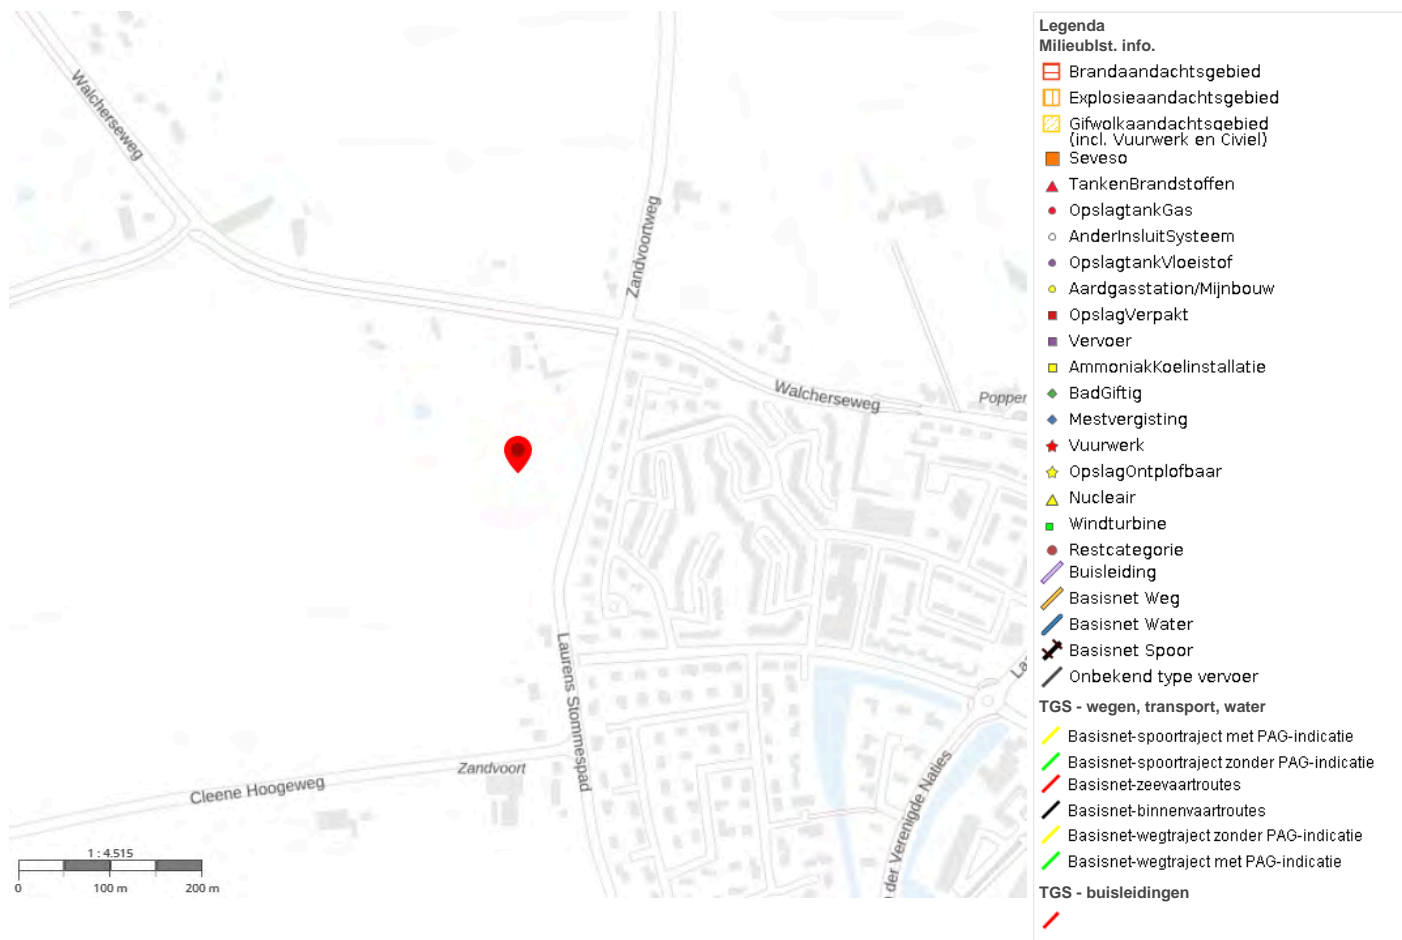 Walcherseweg
Zandvoortweg
Walcherseweg
Popper
Laurens Stommespad
La
Zandvoort
Cleene Hoogeweg
der Verenigde Naties
1 : 4.515
0 100 m 200 m
Legenda
Milieublst. info.
Brandaandachtsgebied
Explosieaandachtsgebied
Gifwolkaandachtsgebied
(incl. Vuurwerk en Civiel)
Seveso
TankenBrandstoffen
OpslagtankGas
AnderInsluitSysteem
OpslagtankVloeistof
Aardgasstation/Mijnbouw
OpslagVerpakt
Vervoer
AmmoniakKoelinstallatie
BadGiftig
Mestvergisting
Vuurwerk
OpslagOntplofbaar
Nucleair
Windturbine
Restcategorie
Buisleiding
Basisnet Weg
Basisnet Water
Basisnet Spoor
Onbekend type vervoer
TGS - wegen, transport, water
Basisnet-spoortraject met PAG-indicatie
Basisnet-spoortraject zonder PAG-indicatie
Basisnet-zeevaartroutes
Basisnet-binnenvaartroutes
Basisnet-wegtraject zonder PAG-indicatie
Basisnet-wegtraject met PAG-indicatie
TGS - buisleidingen